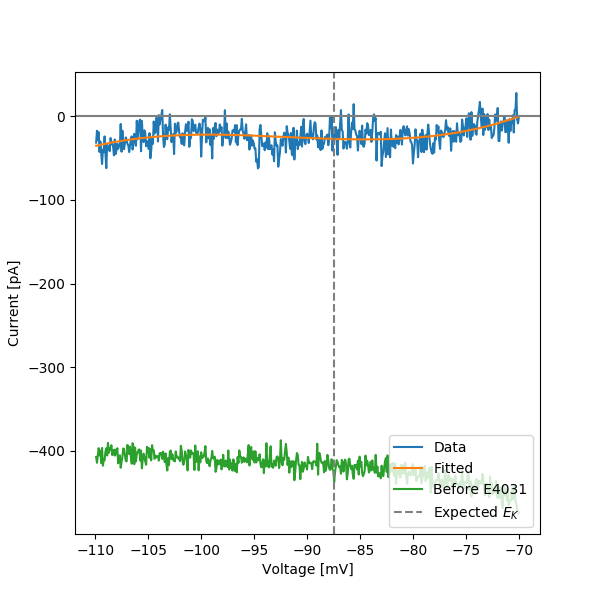 0
−100
−200
−300
−400
Current [pA]
Data
Fitted
Before E4031
Expected E_K
−110
−105
−100
−95
−90
−85
−80
−75
−70
Voltage [mV]